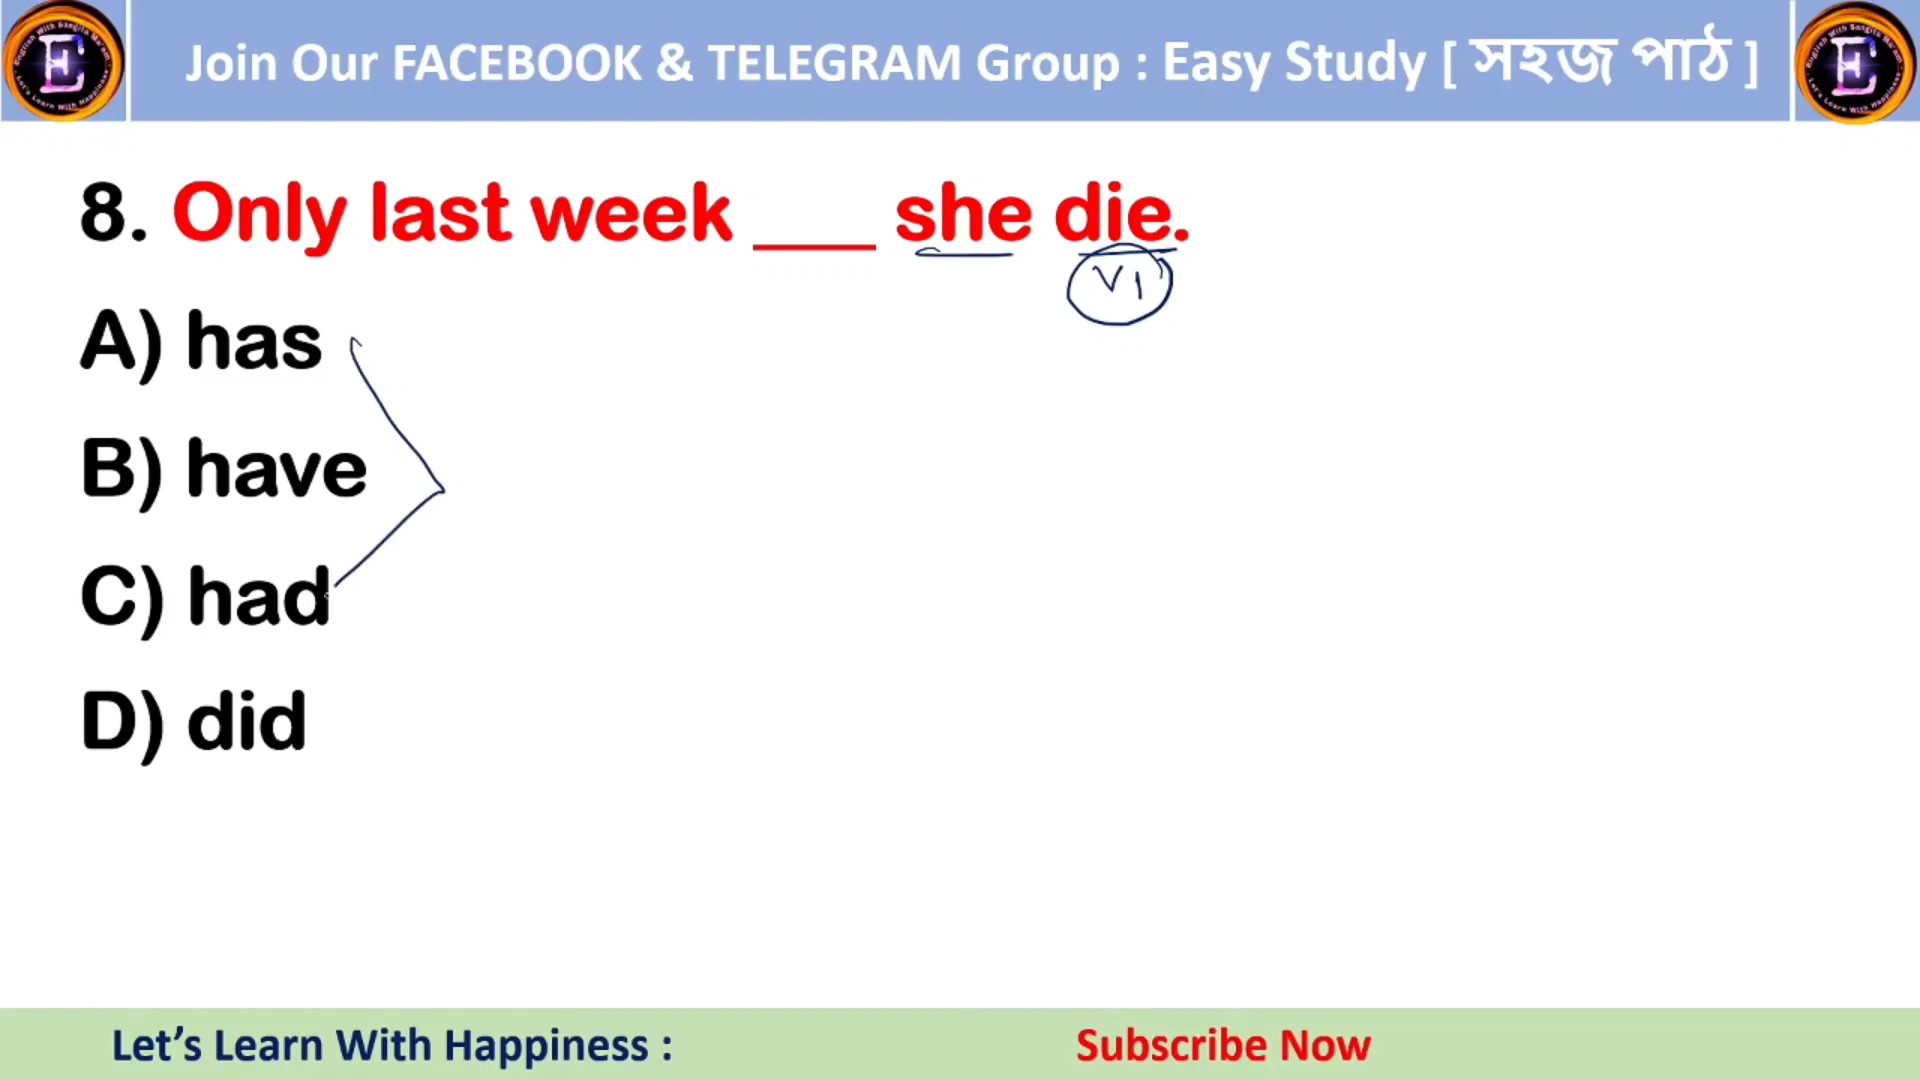 Join Our FACEBOOK & TELEGRAM Group : Easy Study [ সহজ পাঠ ]
8. Only last week ___ she die.
V1
A) has
B) have
C) had
D) did
Let's Learn With Happiness :
Subscribe Now